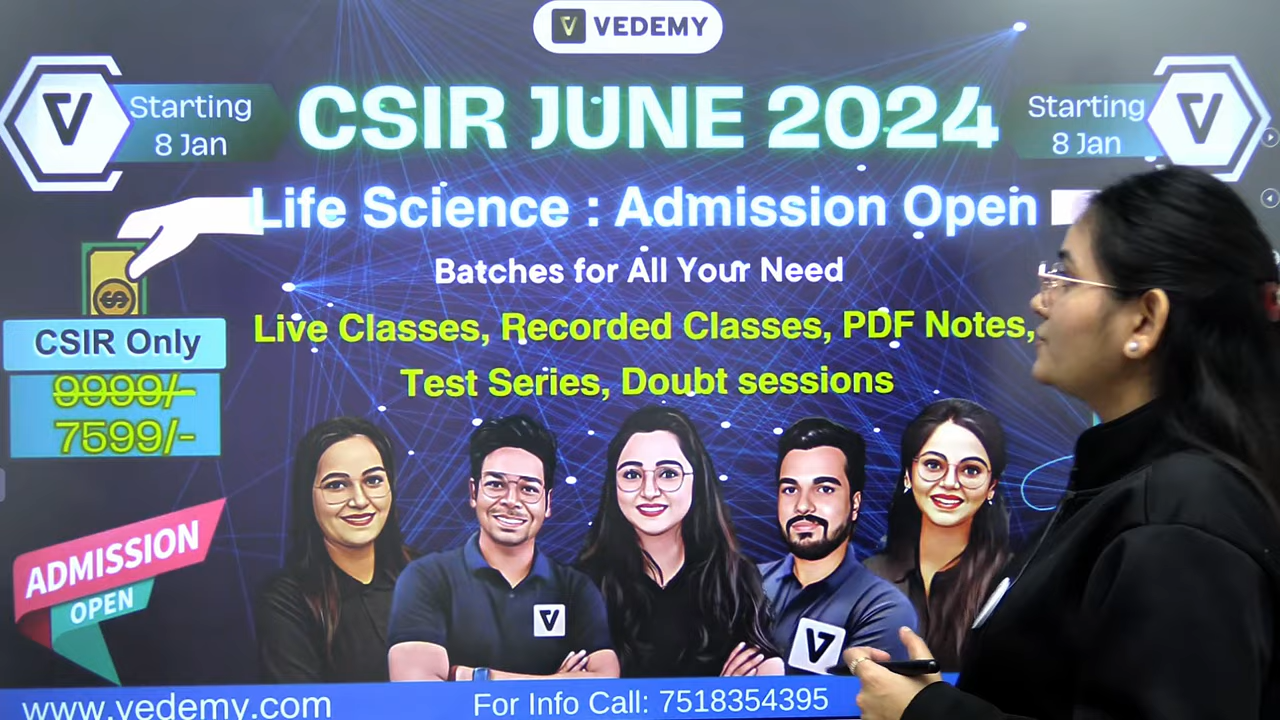 VEDEMY
CSIR JUNE 2024
Starting
8 Jan
Starting
8 Jan
Life Science : Admission Open
Batches for All Your Need
Live Classes, Recorded Classes, PDF Notes,
Test Series, Doubt sessions
CSIR Only
9999/-
7599/-
ADMISSION
OPEN
www.vedemy.com
For Info Call: 7518354395